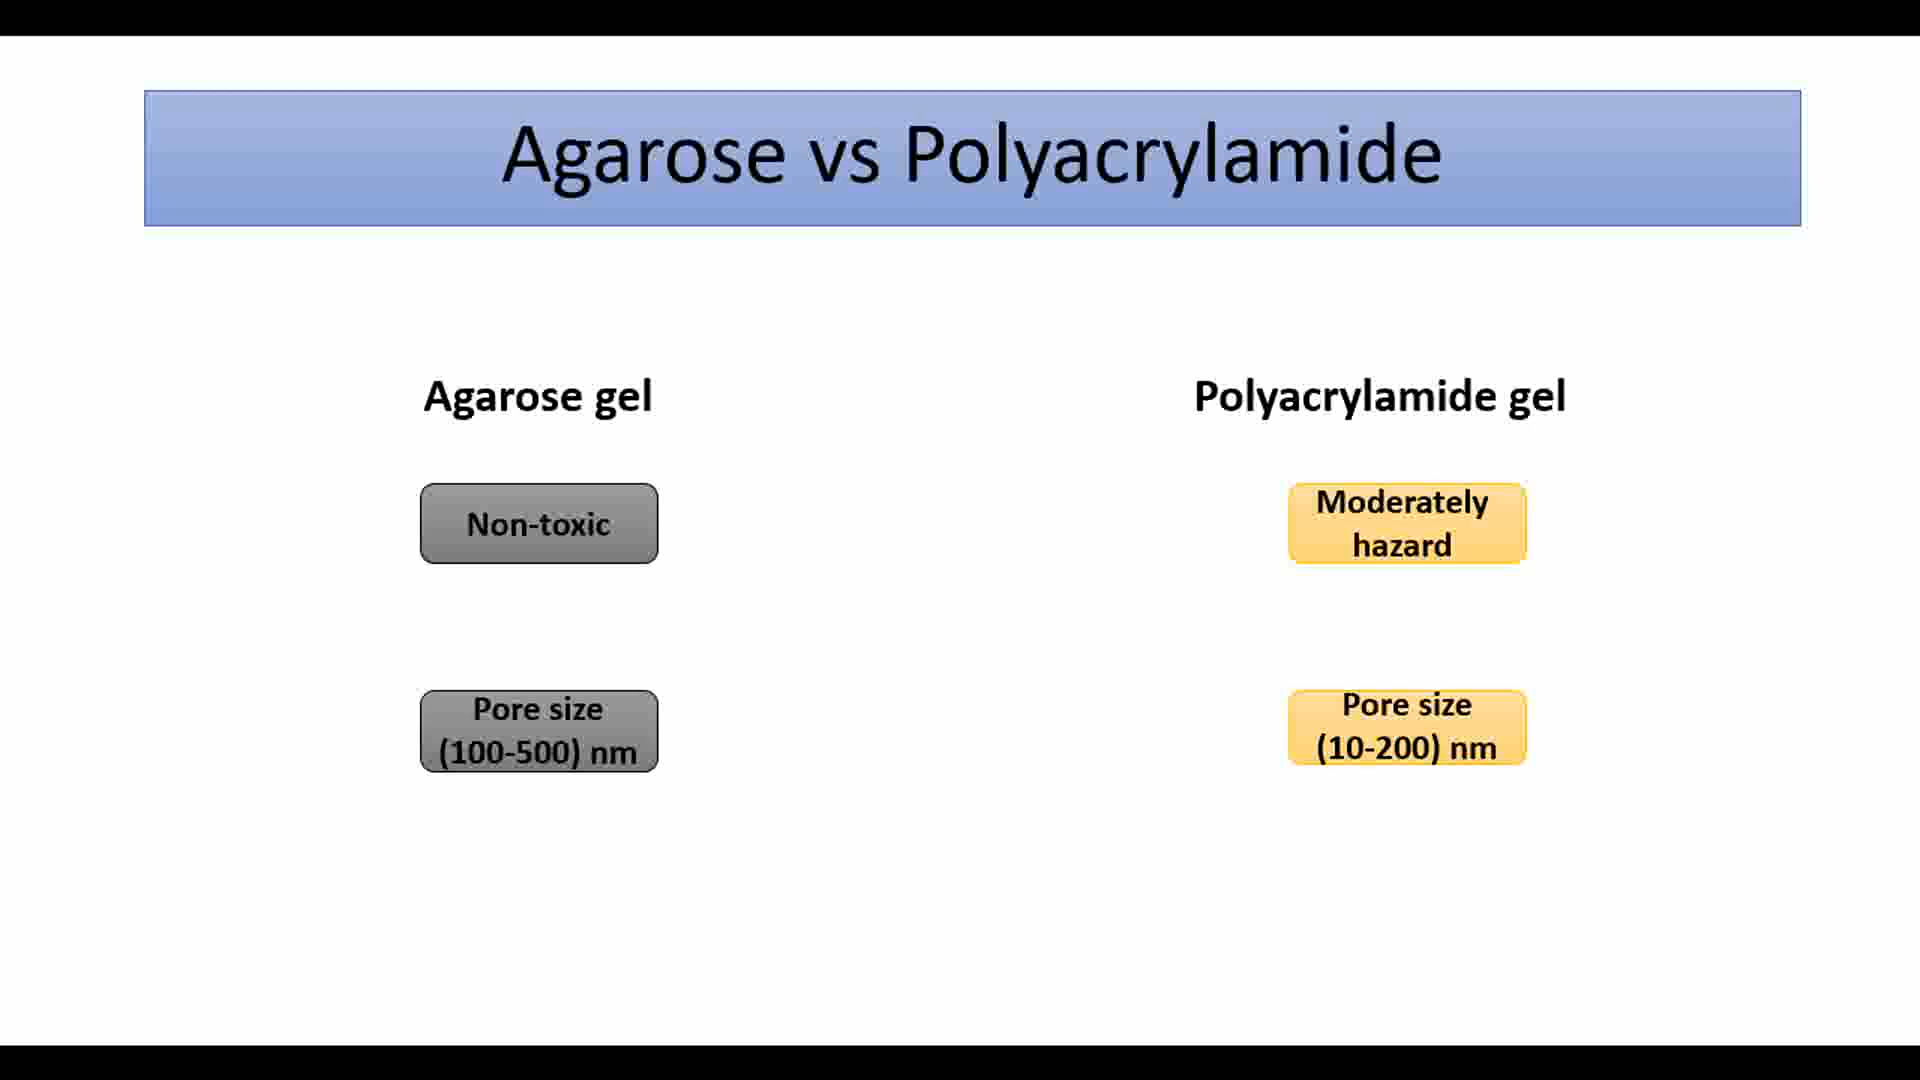 Agarose vs Polyacrylamide
Agarose gel
Polyacrylamide gel
Non-toxic
Moderately
hazard
Pore size
(100-500) nm
Pore size
(10-200) nm